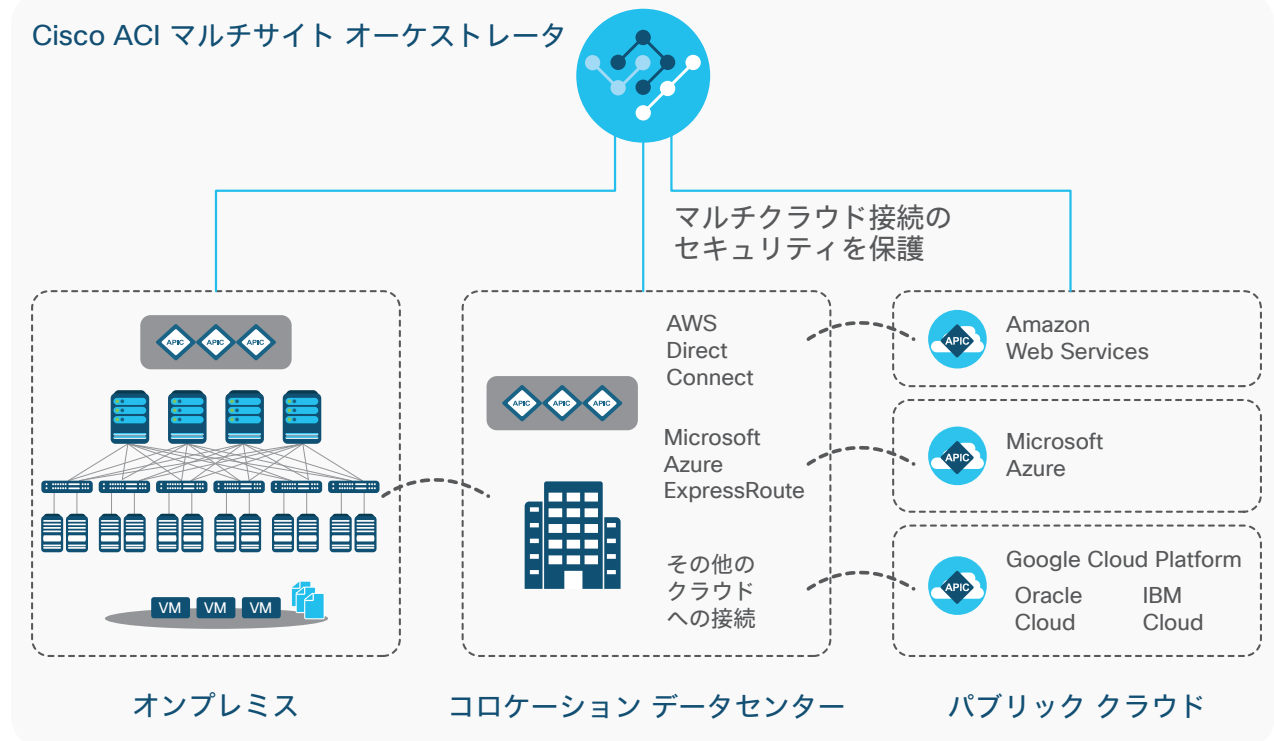 Cisco ACI マルチサイト オーケストレータ
マルチクラウド接続の
セキュリティを保護
APIC APIC APIC
VM VM VM
オンプレミス
APIC APIC APIC
AWS
Direct
Connect
Microsoft
Azure
ExpressRoute
その他の
クラウド
への接続
コロケーション データセンター
APIC
Amazon
Web Services
APIC
Microsoft
Azure
APIC
Google Cloud Platform
Oracle
Cloud
IBM
Cloud
パブリック クラウド